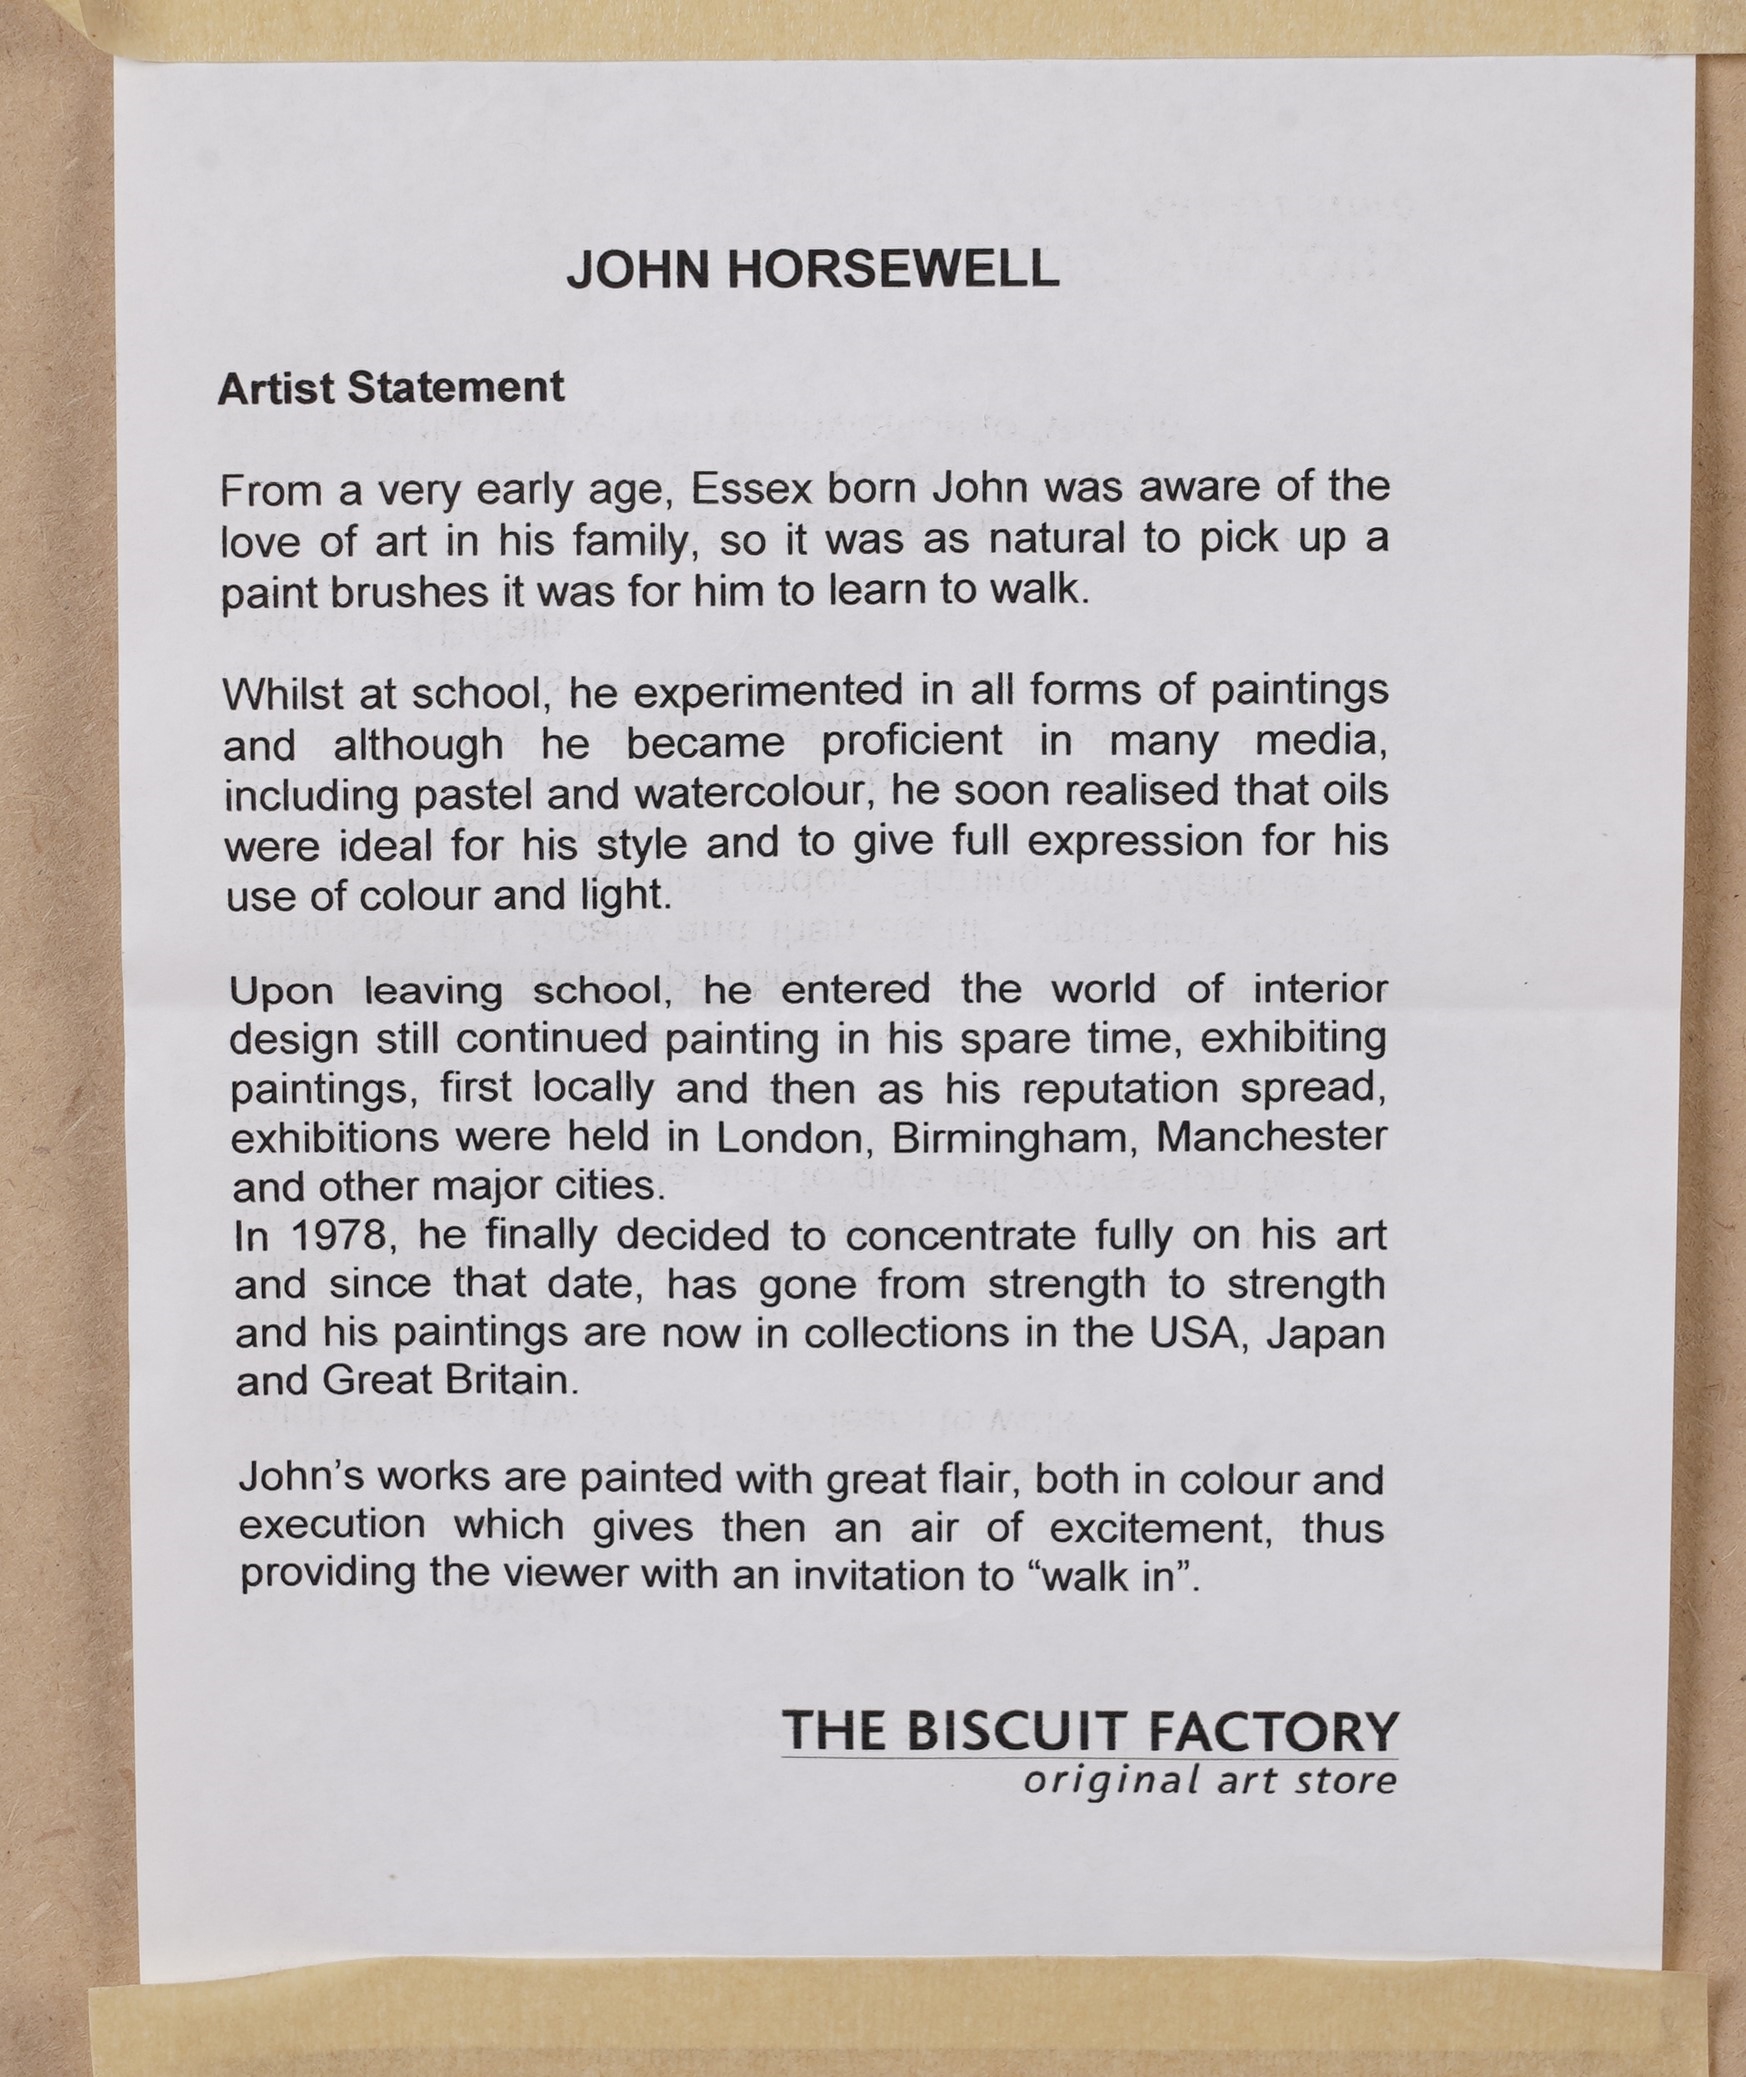 JOHN HORSEWELL
Artist Statement
From a very early age, Essex born John was aware of the
love of art in his family, so it was as natural to pick up a
paint brushes it was for him to learn to walk.
Whilst at school, he experimented in all forms of paintings
and although he became proficient in many media,
including pastel and watercolour, he soon realised that oils
were ideal for his style and to give full expression for his
use of colour and light.
Upon leaving school, he entered the world of interior
design still continued painting in his spare time, exhibiting
paintings, first locally and then as his reputation spread,
exhibitions were held in London, Birmingham, Manchester
and other major cities.
In 1978, he finally decided to concentrate fully on his art
and since that date, has gone from strength to strength
and his paintings are now in collections in the USA, Japan
and Great Britain.
John’s works are painted with great flair, both in colour and
execution which gives then an air of excitement, thus
providing the viewer with an invitation to “walk in”.
THE BISCUIT FACTORY
original art store